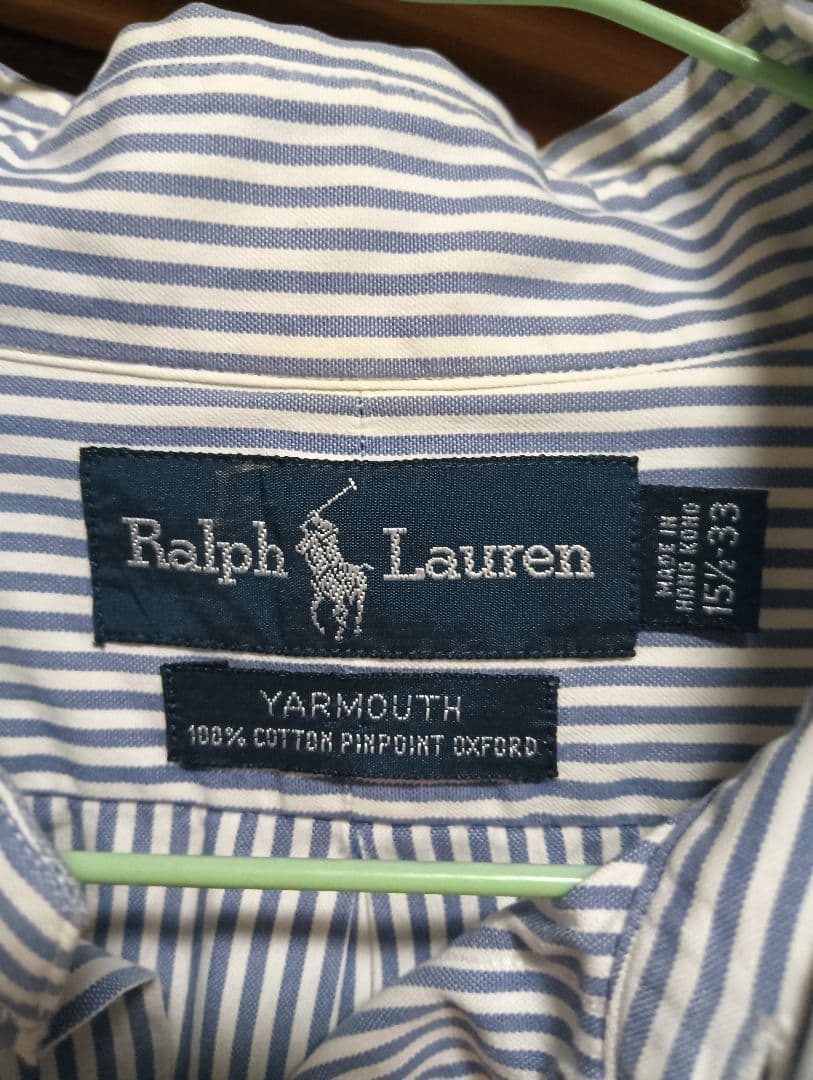 Ralph Lauren
MADE IN
HONG KONG
15½-33
YARMOUTH
100% COTTON PINPOINT OXFORD